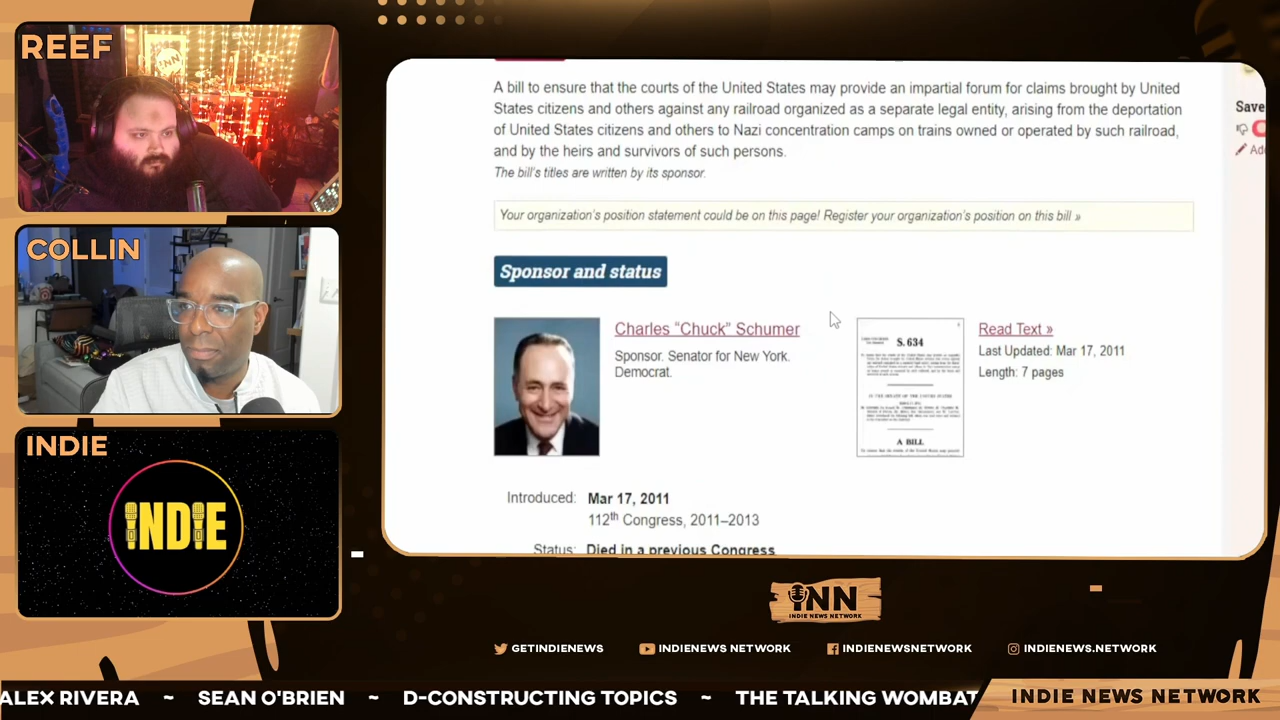 REEF
COLLIN
INDIE
INDIE
A bill to ensure that the courts of the United States may provide an impartial forum for claims brought by United
States citizens and others against any railroad organized as a separate legal entity, arising from the deportation
of United States citizens and others to Nazi concentration camps on trains owned or operated by such railroad,
and by the heirs and survivors of such persons.
The bill's titles are written by its sponsor.
Your organization's position statement could be on this page! Register your organization's position on this bill »
Sponsor and status
Charles "Chuck" Schumer
Sponsor. Senator for New York.
Democrat.
S. 634
A BILL
Read Text »
Last Updated: Mar 17, 2011
Length: 7 pages
Introduced: Mar 17, 2011
112th Congress, 2011–2013
Status: Died in a previous Congress
Save
INN
INDIE NEWS NETWORK
GETINDIENEWS
INDIENEWS NETWORK
INDIENEWSNETWORK
INDIENEWS.NETWORK
ALEX RIVERA ~ SEAN O'BRIEN ~ D-CONSTRUCTING TOPICS ~ THE TALKING WOMBAT
INDIE NEWS NETWORK